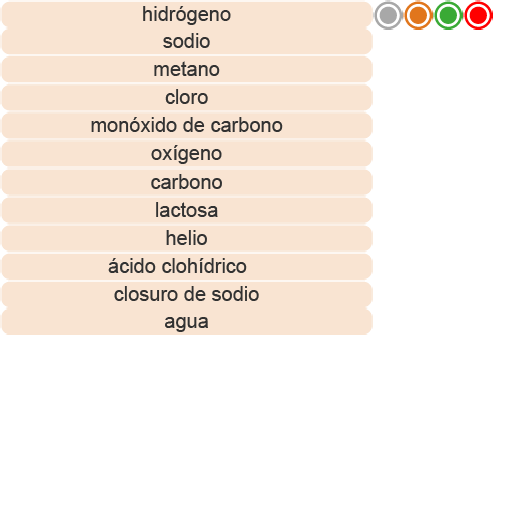 hidrógeno
sodio
metano
cloro
monóxido de carbono
oxígeno
carbono
lactosa
helio
ácido clohídrico
closuro de sodio
agua